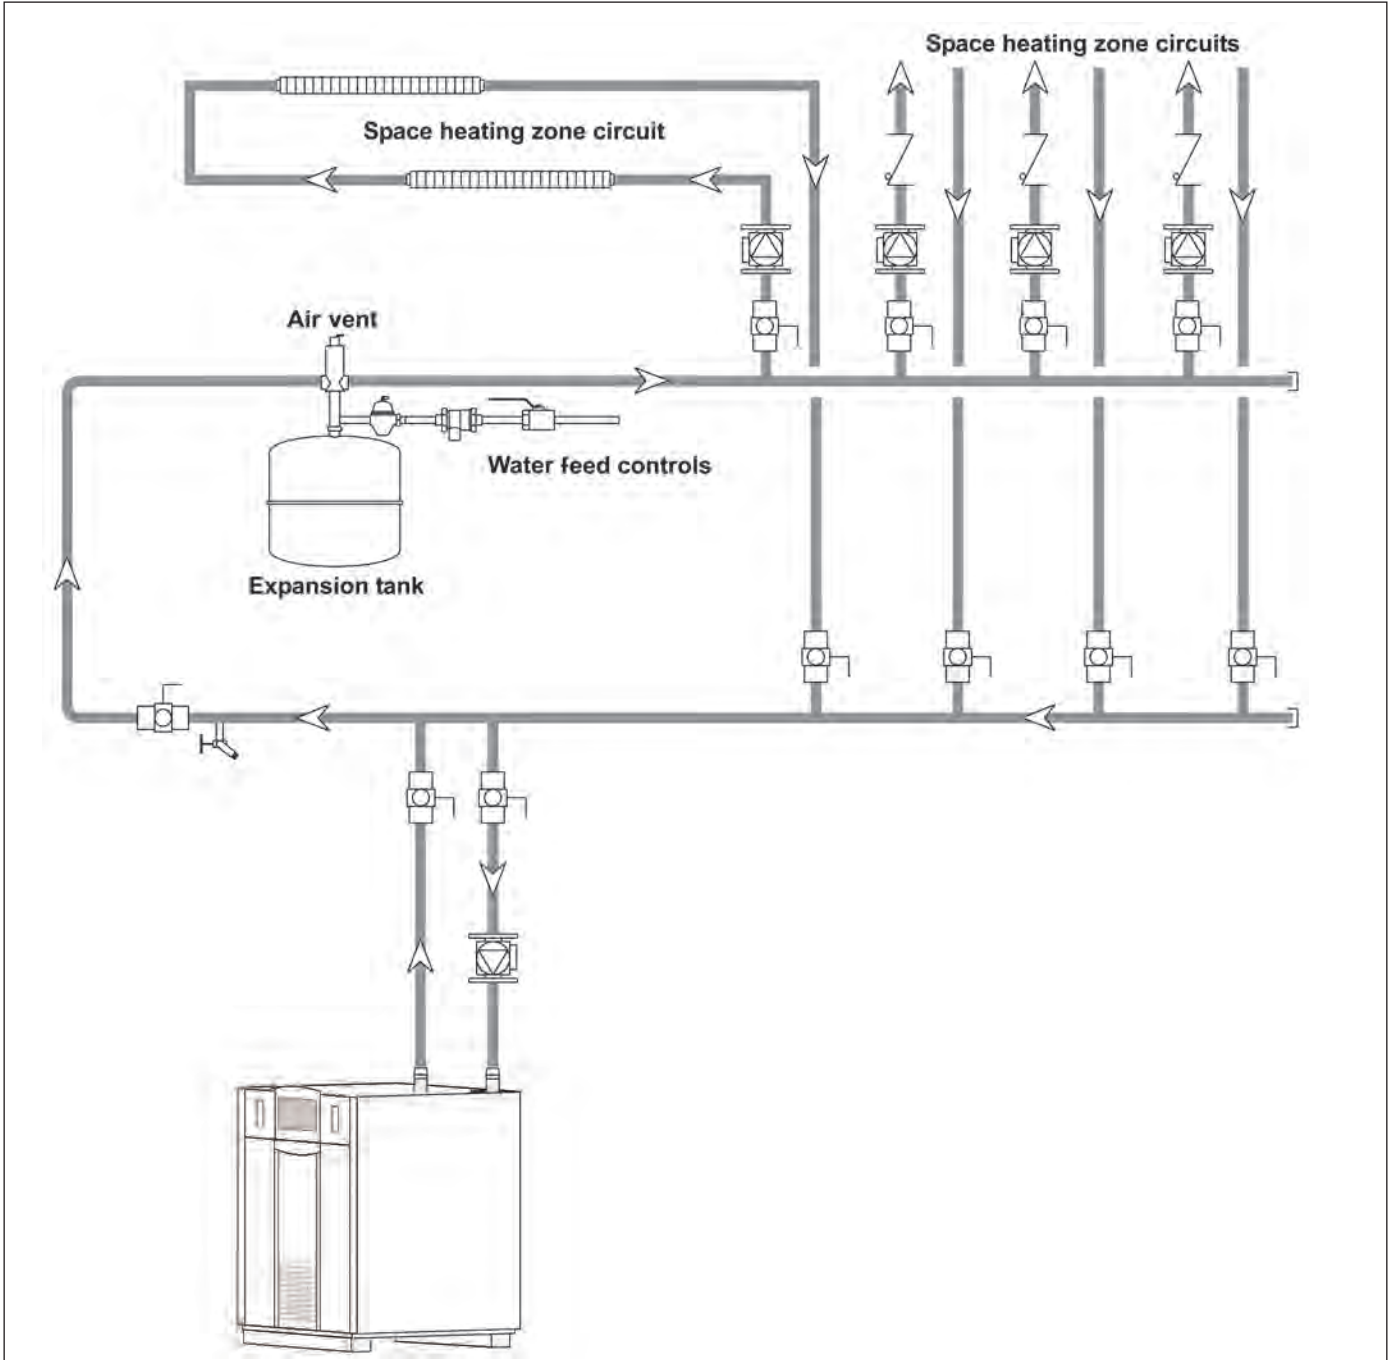 Space heating zone circuits
Space heating zone circuit
Air vent
Water feed controls
Expansion tank